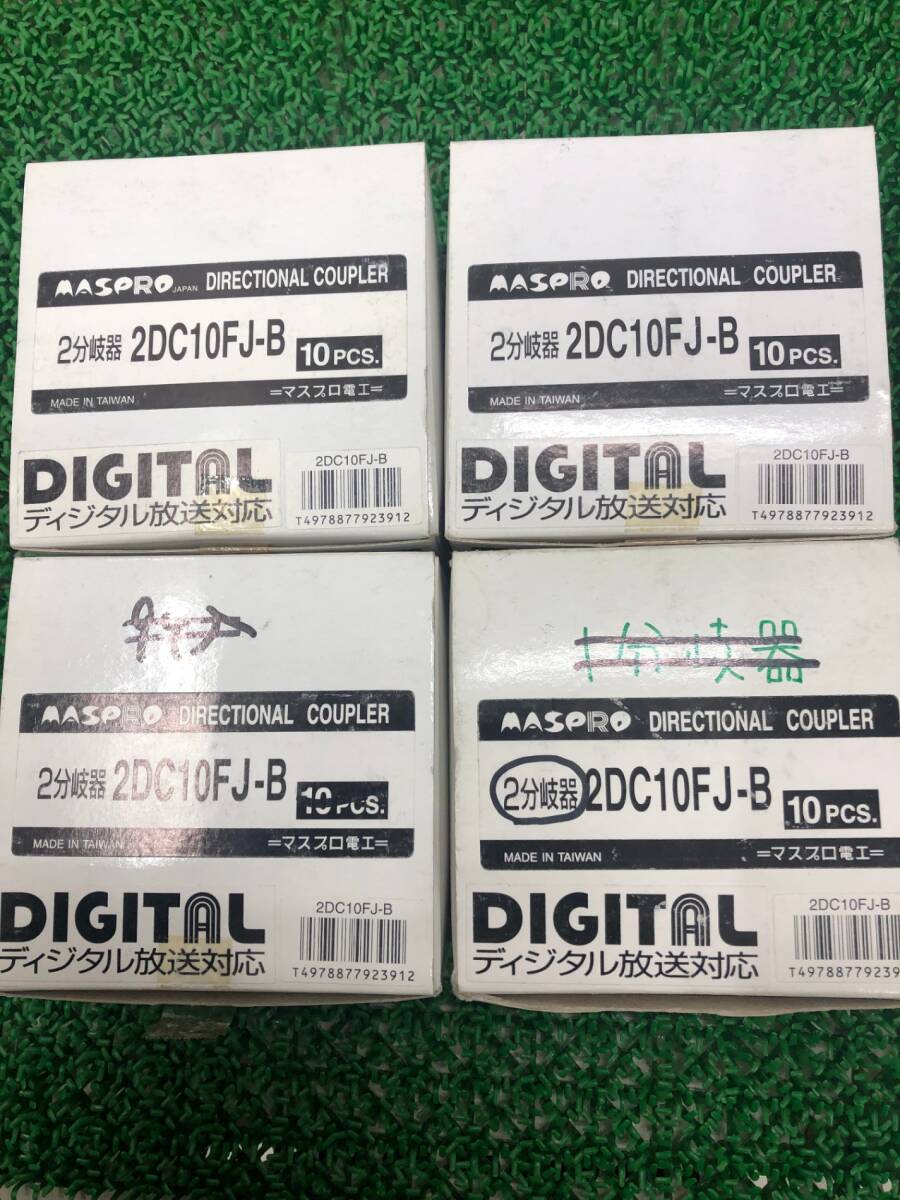 MASPRO JAPAN DIRECTIONAL COUPLER
2分岐器 2DC10FJ-B 10 PCS.
MADE IN TAIWAN =マスプロ電工=
DIGITAL
ディジタル放送対応
2DC10FJ-B
T4978877923912
MASPRO DIRECTIONAL COUPLER
2分岐器 2DC10FJ-B 10 PCS.
MADE IN TAIWAN =マスプロ電工=
DIGITAL
ディジタル放送対応
2DC10FJ-B
T4978877923912
MASPRO DIRECTIONAL COUPLER
2分岐器 2DC10FJ-B 10 PCS.
MADE IN TAIWAN =マスプロ電工=
DIGITAL
ディジタル放送対応
2DC10FJ-B
T4978877923912
1分岐器
MASPRO DIRECTIONAL COUPLER
2分岐器 2DC10FJ-B 10 PCS.
MADE IN TAIWAN =マスプロ電工=
DIGITAL
ディジタル放送対応
2DC10FJ-B
T49788779239